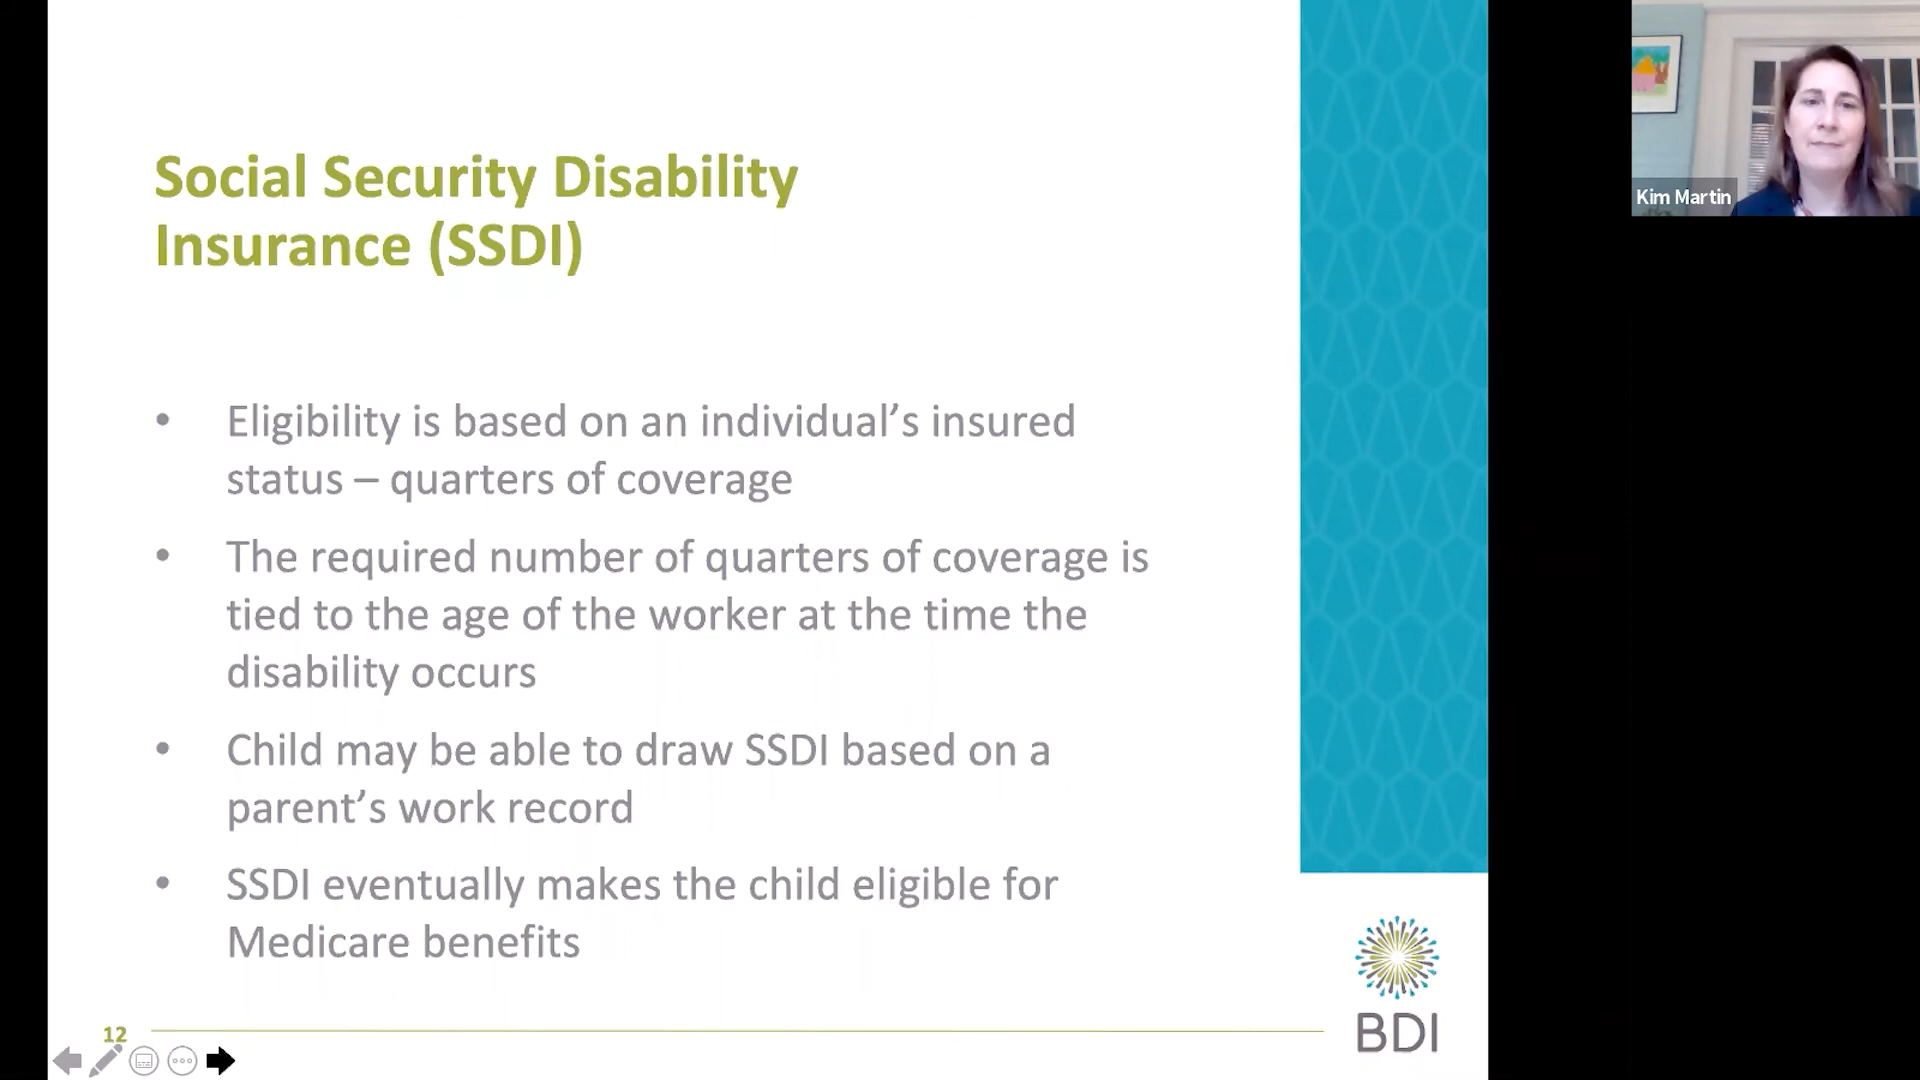 Social Security Disability
Insurance (SSDI)
• Eligibility is based on an individual’s insured
status – quarters of coverage
• The required number of quarters of coverage is
tied to the age of the worker at the time the
disability occurs
• Child may be able to draw SSDI based on a
parent’s work record
• SSDI eventually makes the child eligible for
Medicare benefits
12
BDI
Kim Martin